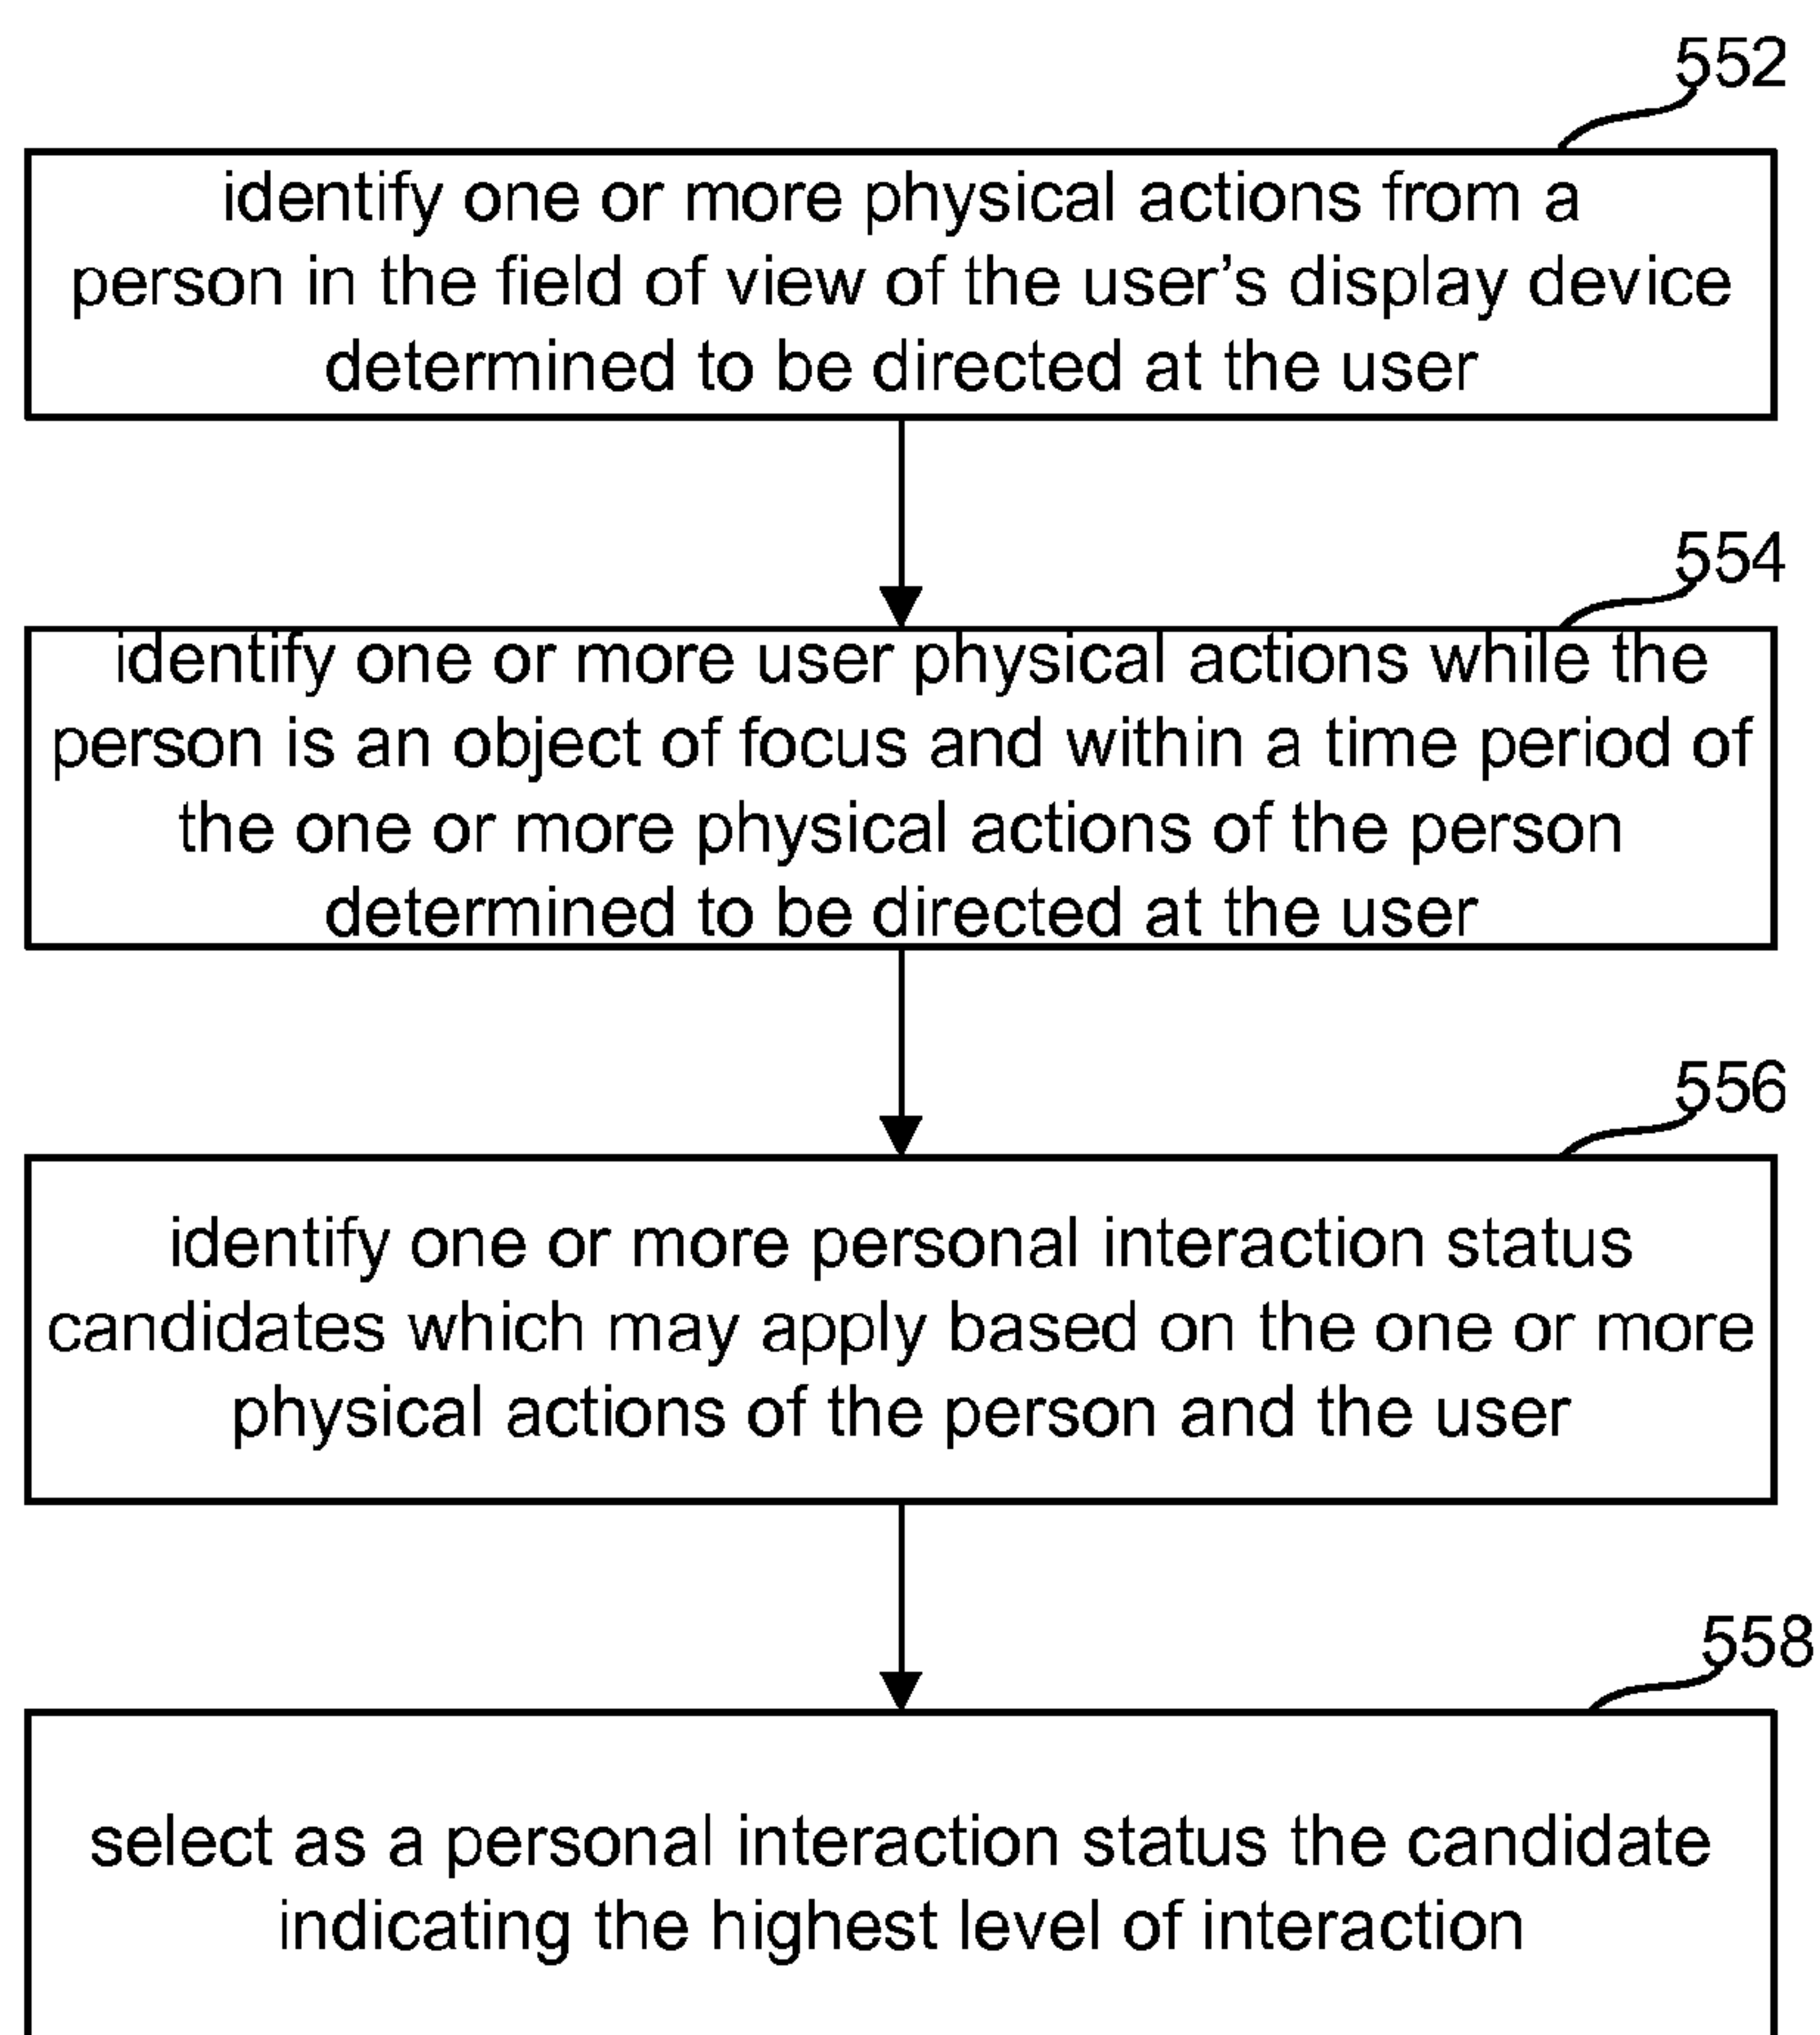 552
identify one or more physical actions from a
person in the field of view of the user's display device
determined to be directed at the user
554
identify one or more user physical actions while the
person is an object of focus and within a time period of
the one or more physical actions of the person
determined to be directed at the user
556
identify one or more personal interaction status
candidates which may apply based on the one or more
physical actions of the person and the user
558
select as a personal interaction status the candidate
indicating the highest level of interaction